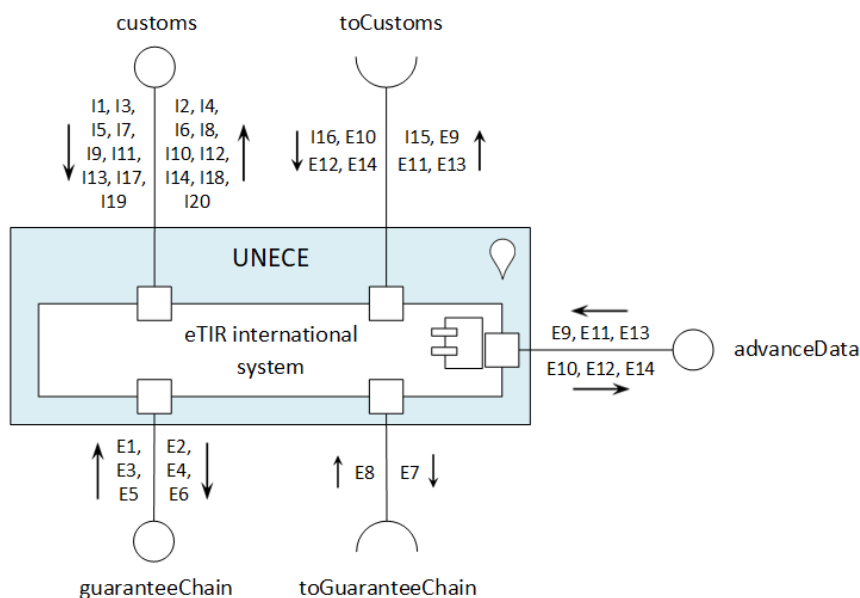 customs
toCustoms
I1, I3,
I5, I7,
I9, I11,
I13, I17,
I19
I2, I4,
I6, I8,
I10, I12,
I14, I18,
I20
I16, E10
E12, E14
I15, E9
E11, E13
UNECE
eTIR international
system
E9, E11, E13
E10, E12, E14
advanceData
E1,
E3,
E5
E2,
E4,
E6
E8
E7
guaranteeChain
toGuaranteeChain